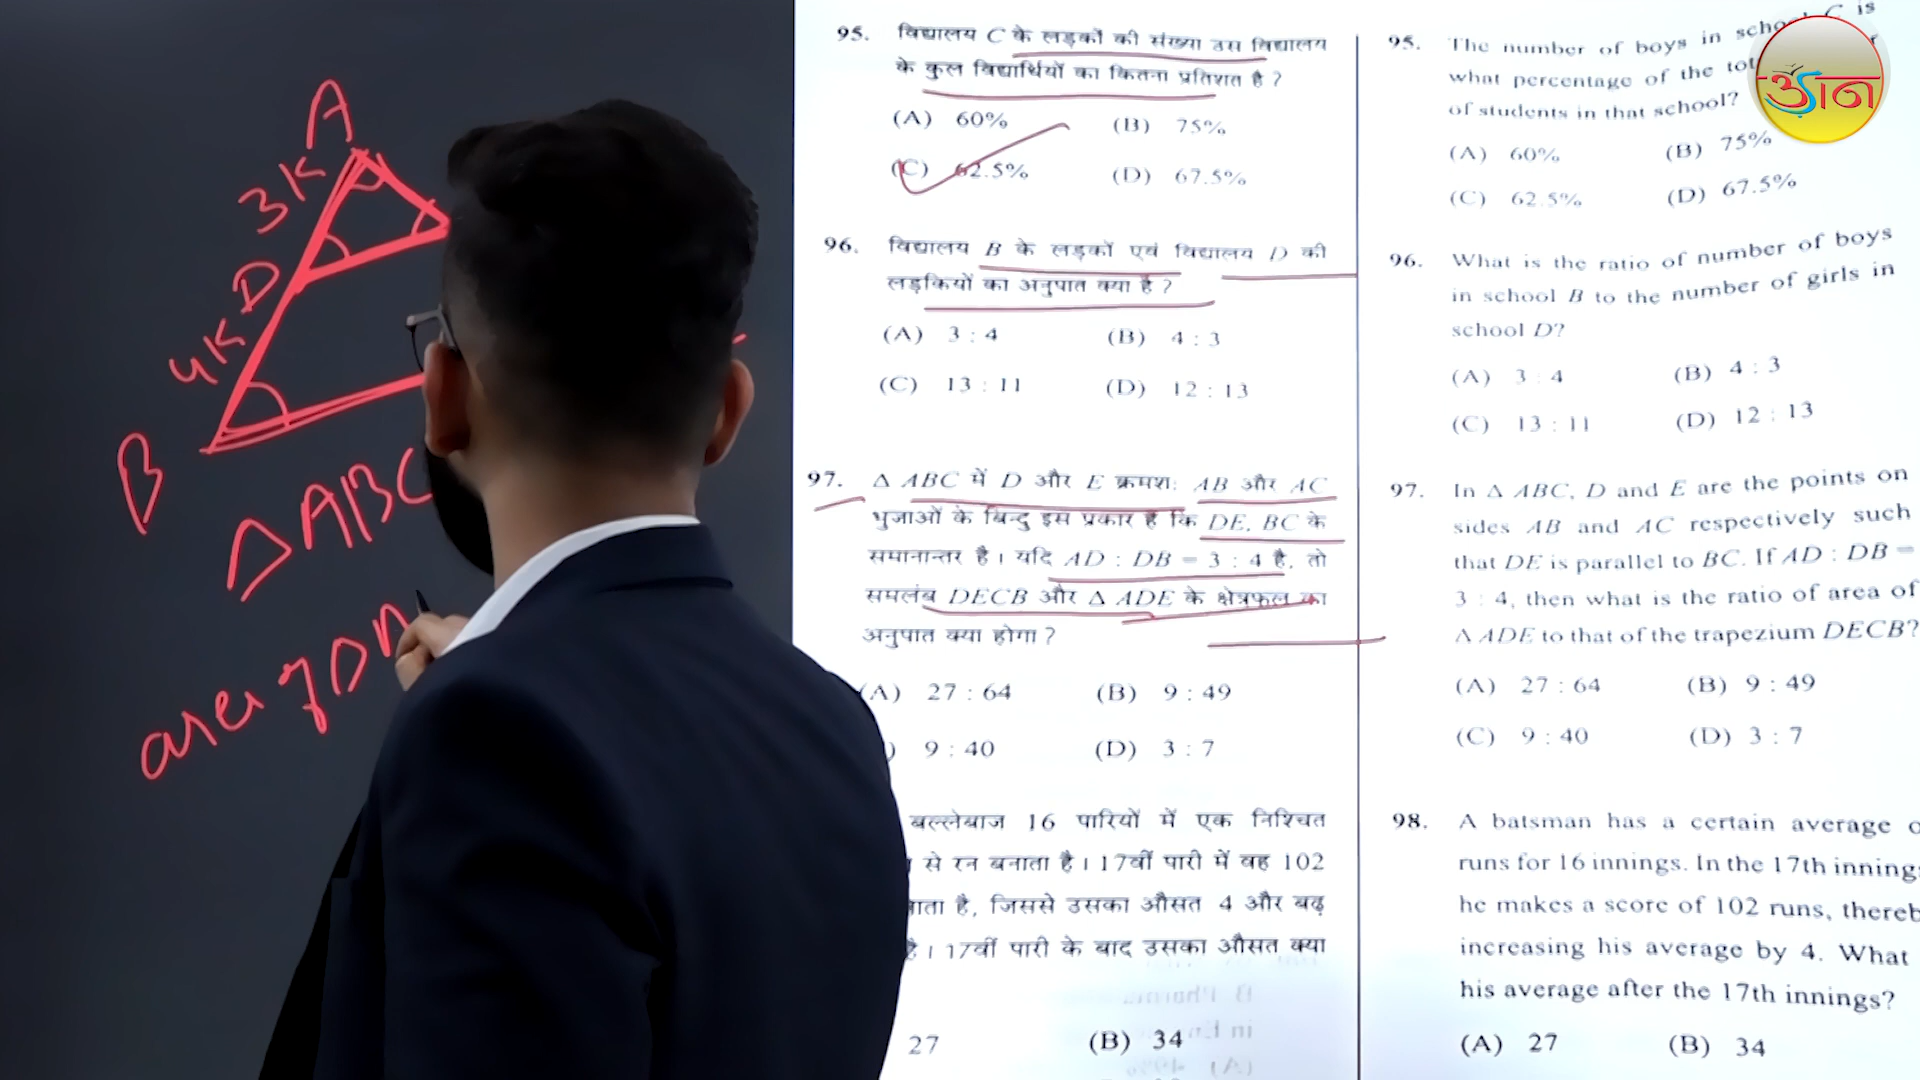 A
3K
D
4K
B
△ABC
area of △
95. विद्यालय C के लड़कों की संख्या उस विद्यालय
के कुल विद्यार्थियों का कितना प्रतिशत है ?
(A) 60% (B) 75%
(C) 62.5% (D) 67.5%
96. विद्यालय B के लड़कों एवं विद्यालय D की
लड़कियों का अनुपात क्या है ?
(A) 3 : 4 (B) 4 : 3
(C) 13 : 11 (D) 12 : 13
97. Δ ABC में D और E क्रमश: AB और AC
भुजाओं के बिन्दु इस प्रकार हैं कि DE, BC के
समानान्तर है। यदि AD : DB = 3 : 4 है, तो
समलंब DECB और Δ ADE के क्षेत्रफल का
अनुपात क्या होगा ?
(A) 27 : 64 (B) 9 : 49
9 : 40 (D) 3 : 7
बल्लेबाज 16 पारियों में एक निश्चित
से रन बनाता है। 17वीं पारी में वह 102
है, जिससे उसका औसत 4 और बढ़
है। 17वीं पारी के बाद उसका औसत क्या
27 (B) 34
95. The number of boys in school C is
what percentage of the
of students in that school?
(A) 60% (B) 75%
(C) 62.5% (D) 67.5%
96. What is the ratio of number of boys
in school B to the number of girls in
school D?
(A) 3 : 4 (B) 4 : 3
(C) 13 : 11 (D) 12 : 13
97. In Δ ABC, D and E are the points on
sides AB and AC respectively such
that DE is parallel to BC. If AD : DB =
3 : 4, then what is the ratio of area of
Δ ADE to that of the trapezium DECB?
(A) 27 : 64 (B) 9 : 49
(C) 9 : 40 (D) 3 : 7
98. A batsman has a certain average
runs for 16 innings. In the 17th
he makes a score of 102 runs,
increasing his average by 4. What
his average after the 17th innings?
(A) 27 (B) 34
उड़ान